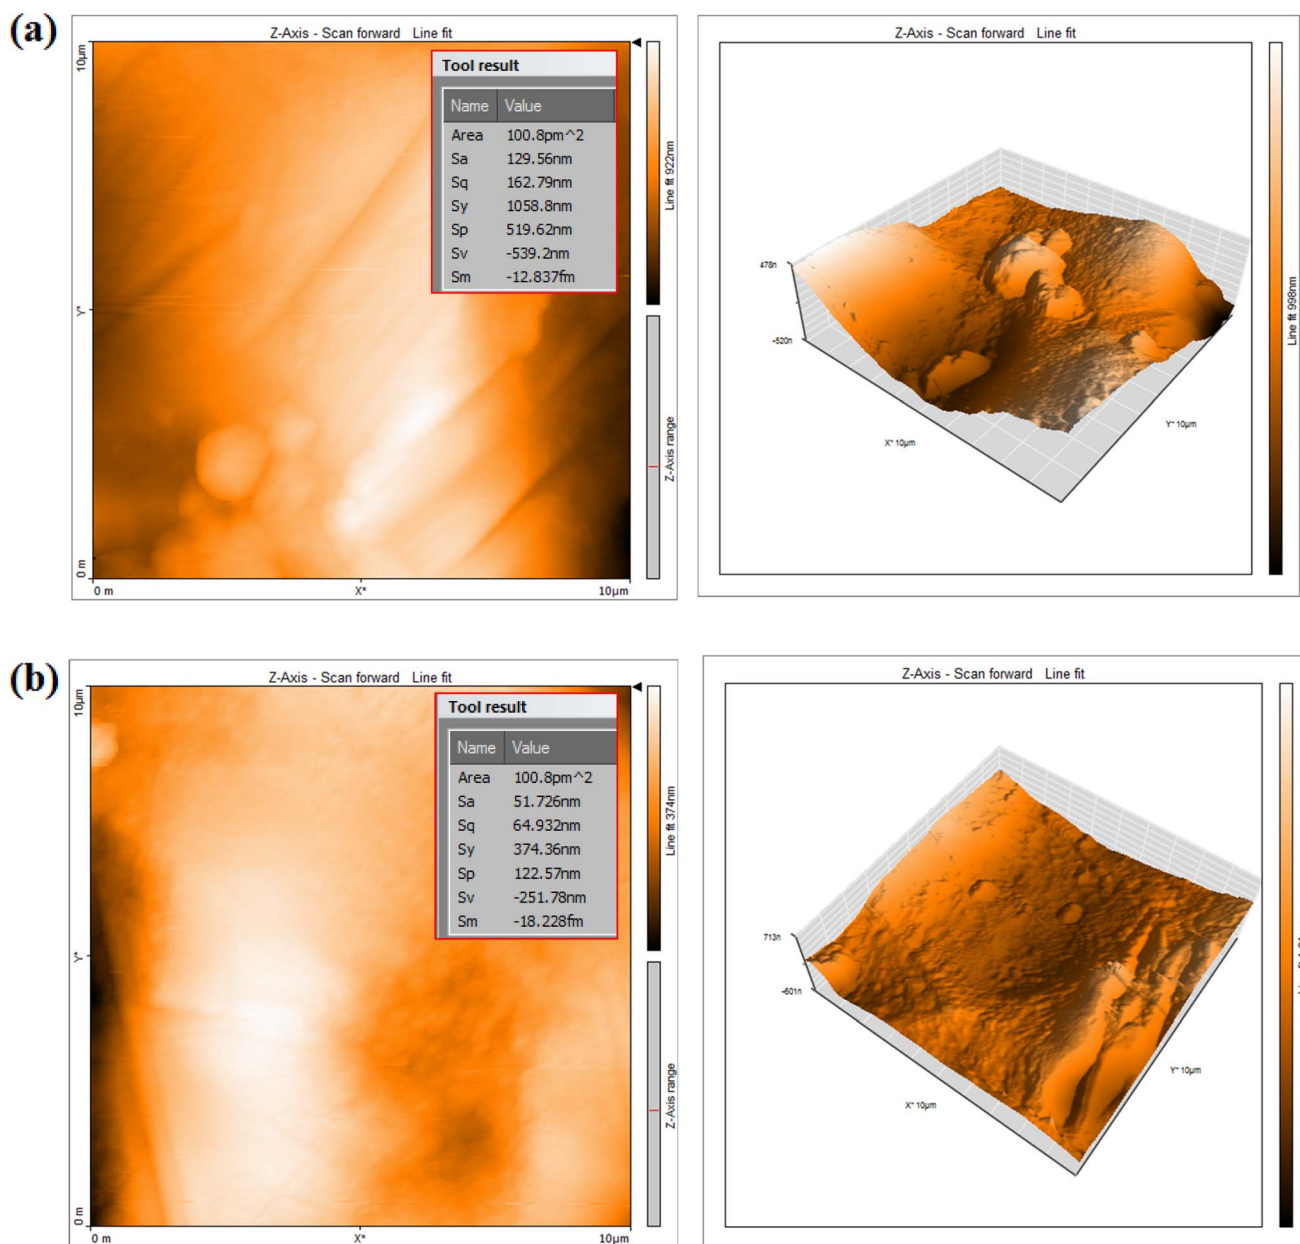 (a)
Z-Axis - Scan forward Line fit
10µm
Y*
0 m
0 m
X*
10µm
Line fit 922nm
Z-Axis range
Tool result
Name Value
Area 100.8pm^2
Sa 129.56nm
Sq 162.79nm
Sy 1058.8nm
Sp 519.62nm
Sv -539.2nm
Sm -12.837fm
Z-Axis - Scan forward Line fit
478n
-520n
X* 10µm
Y* 10µm
Line fit 998nm
(b)
Z-Axis - Scan forward Line fit
10µm
Y*
0 m
0 m
X*
10µm
Line fit 374nm
Z-Axis range
Tool result
Name Value
Area 100.8pm^2
Sa 51.726nm
Sq 64.932nm
Sy 374.36nm
Sp 122.57nm
Sv -251.78nm
Sm -18.228fm
Z-Axis - Scan forward Line fit
713n
-601n
X* 10µm
Y* 10µm